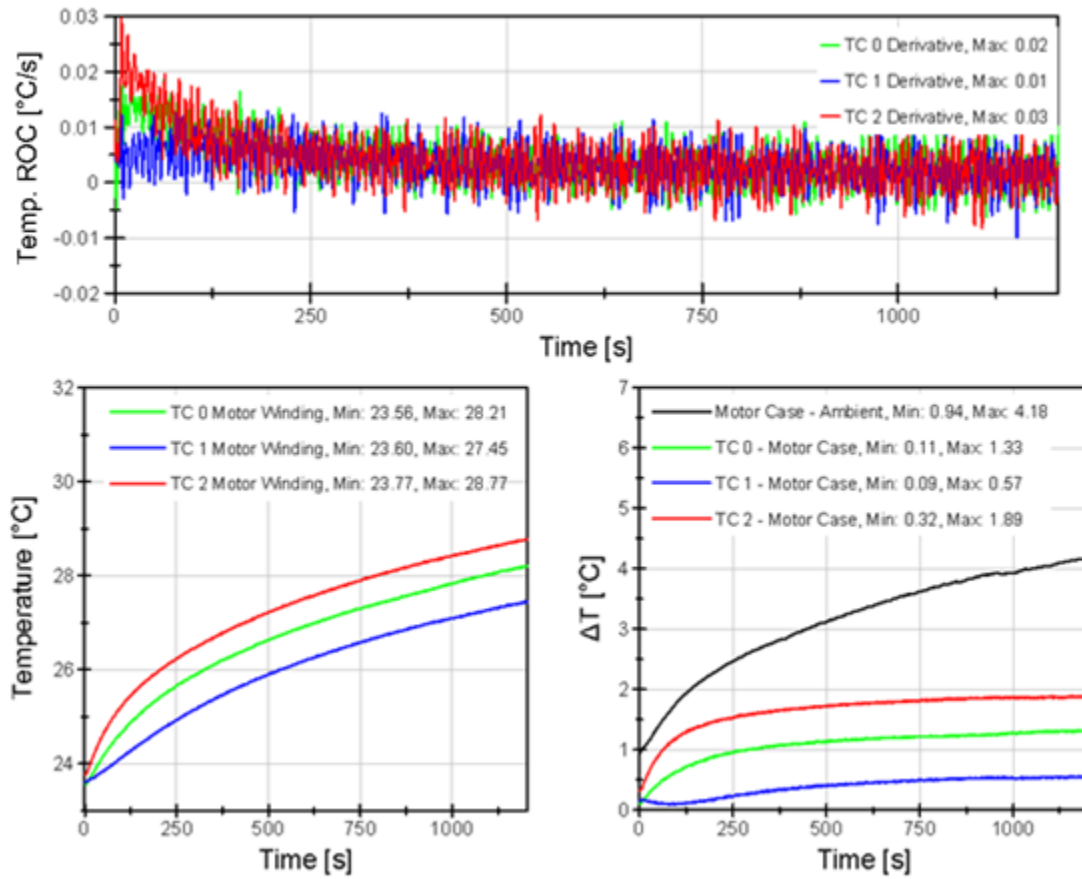 0.03
0.02
0.01
0
-0.01
-0.02
Temp. ROC [°C/s]
TC 0 Derivative, Max: 0.02
TC 1 Derivative, Max: 0.01
TC 2 Derivative, Max: 0.03
0 250 500 750 1000
Time [s]
32
30
28
26
24
Temperature [°C]
TC 0 Motor Winding, Min: 23.56, Max: 28.21
TC 1 Motor Winding, Min: 23.60, Max: 27.45
TC 2 Motor Winding, Min: 23.77, Max: 28.77
0 250 500 750 1000
Time [s]
7
6
5
4
3
2
1
0
ΔT [°C]
Motor Case - Ambient, Min: 0.94, Max: 4.18
TC 0 - Motor Case, Min: 0.11, Max: 1.33
TC 1 - Motor Case, Min: 0.09, Max: 0.57
TC 2 - Motor Case, Min: 0.32, Max: 1.89
0 250 500 750 1000
Time [s]